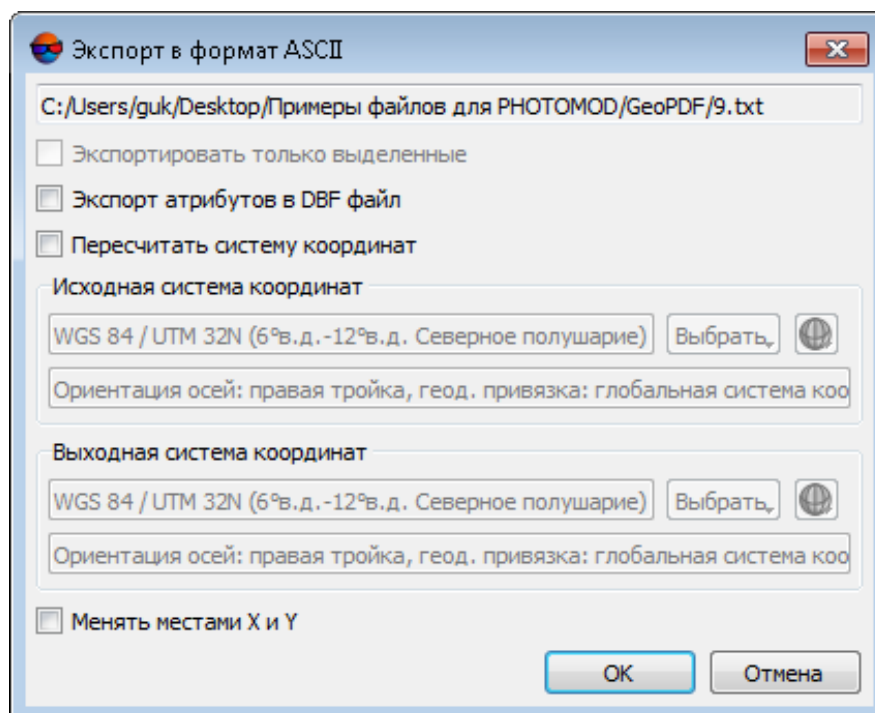 Экспорт в формат ASCII
C:/Users/guk/Desktop/Примеры файлов для PHOTOMOD/GeoPDF/9.txt
Экспортировать только выделенные
Экспорт атрибутов в DBF файл
Пересчитать систему координат
Исходная система координат
WGS 84 / UTM 32N (6°в.д.-12°в.д. Северное полушарие) Выбрать
Ориентация осей: правая тройка, геод. привязка: глобальная система коо
Выходная система координат
WGS 84 / UTM 32N (6°в.д.-12°в.д. Северное полушарие) Выбрать
Ориентация осей: правая тройка, геод. привязка: глобальная система коо
Менять местами X и Y
OK Отмена